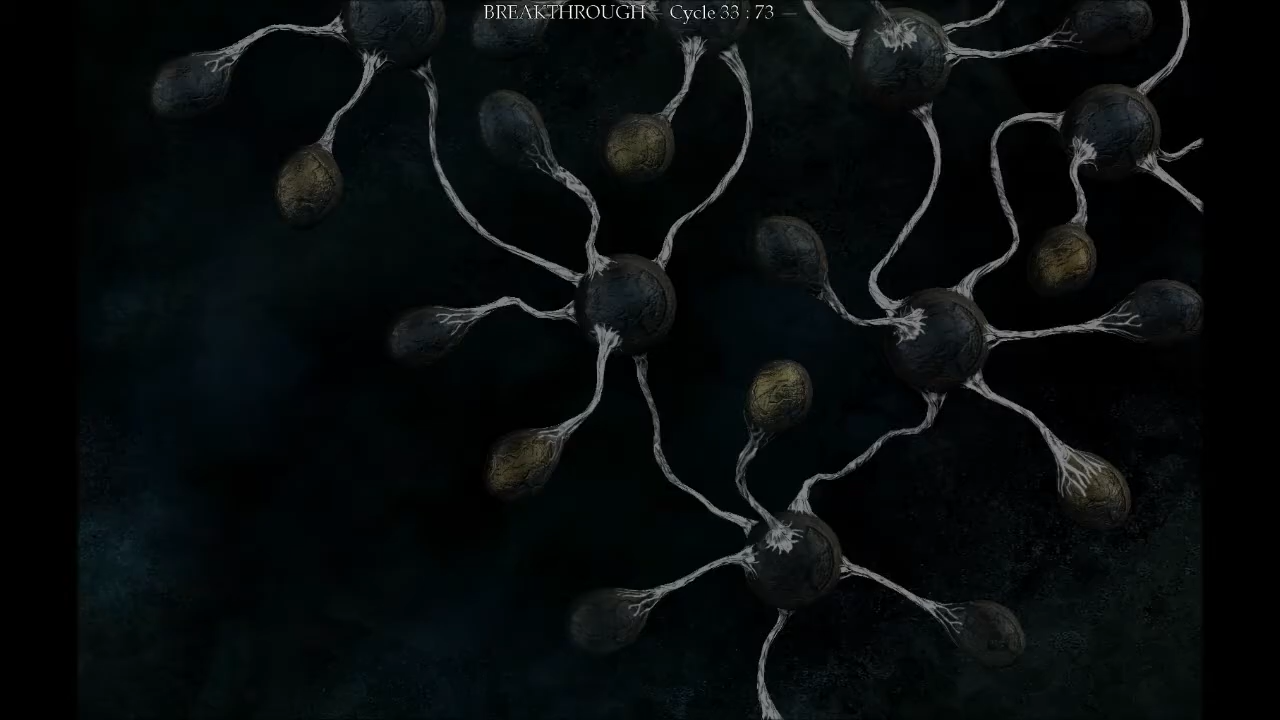 BREAKTHROUGH — Cycle 33 : 73 —